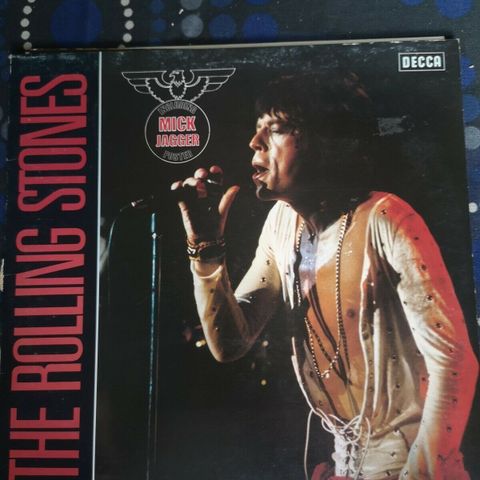 THE ROLLING STONES
INCLUDING
MICK
JAGGER
POSTER
DECCA